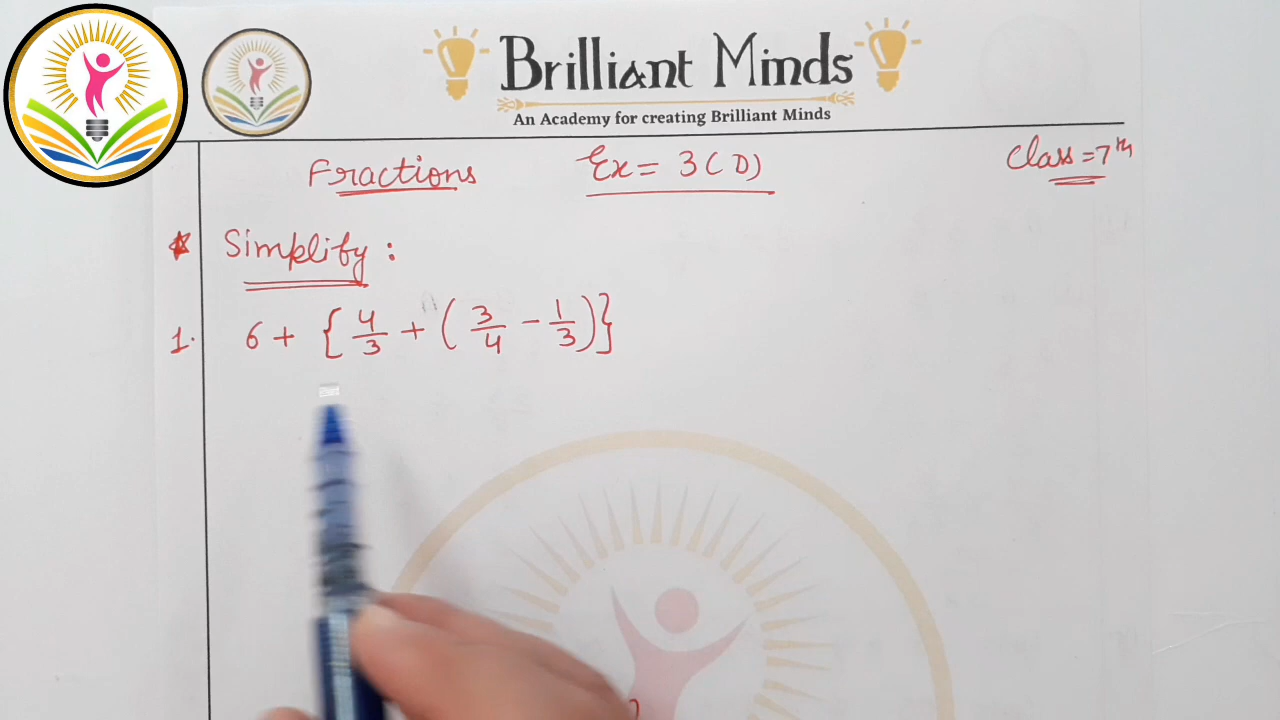 Brilliant Minds
An Academy for creating Brilliant Minds
Fractions Ex = 3(D) Class = 7th
* Simplify :
1. 6 + { 4/3 + ( 3/4 - 1/3 ) }